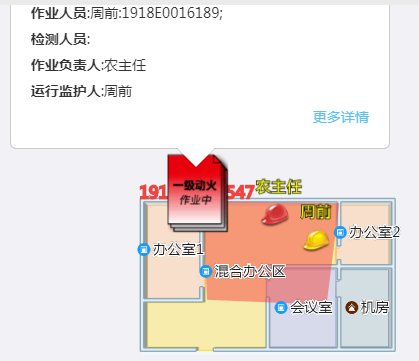 作业人员:周前:1918E0016189;
检测人员:
作业负责人:农主任
运行监护人:周前
更多详情
一级动火
作业中
191
547
农主任
周前
办公室1
办公室2
混合办公区
会议室
机房